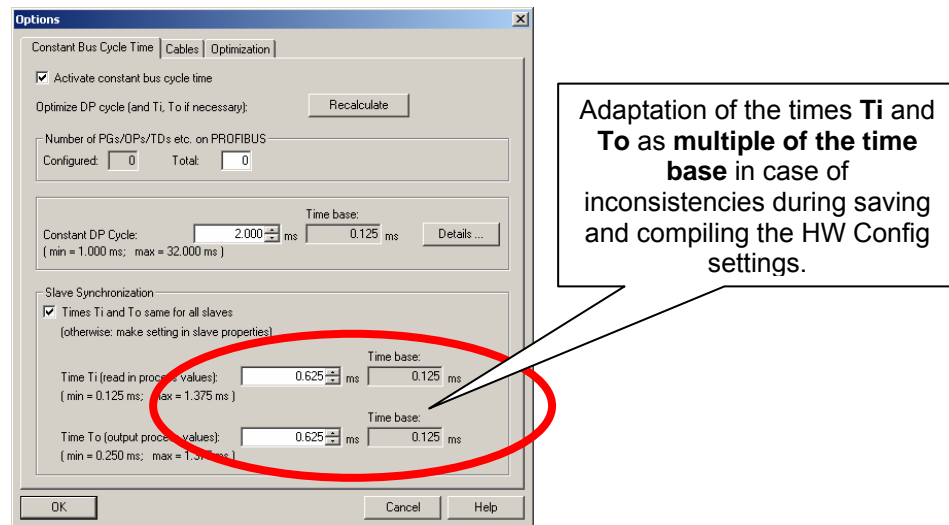 Options
Constant Bus Cycle Time Cables Optimization
Activate constant bus cycle time
Optimize DP cycle (and Ti, To if necessary): Recalculate
Number of PGs/OPs/TDs etc. on PROFIBUS
Configured: 0 Total: 0
Time base:
Constant DP Cycle: 2.000 ms 0.125 ms Details ...
( min = 1.000 ms; max = 32.000 ms )
Slave Synchronization
Times Ti and To same for all slaves
(otherwise: make setting in slave properties)
Time base:
Time Ti (read in process values): 0.625 ms 0.125 ms
( min = 0.125 ms; max = 1.375 ms )
Time base:
Time To (output process values): 0.625 ms 0.125 ms
( min = 0.250 ms; max = 1.375 ms )
OK Cancel Help
Adaptation of the times Ti and
To as multiple of the time
base in case of
inconsistencies during saving
and compiling the HW Config
settings.